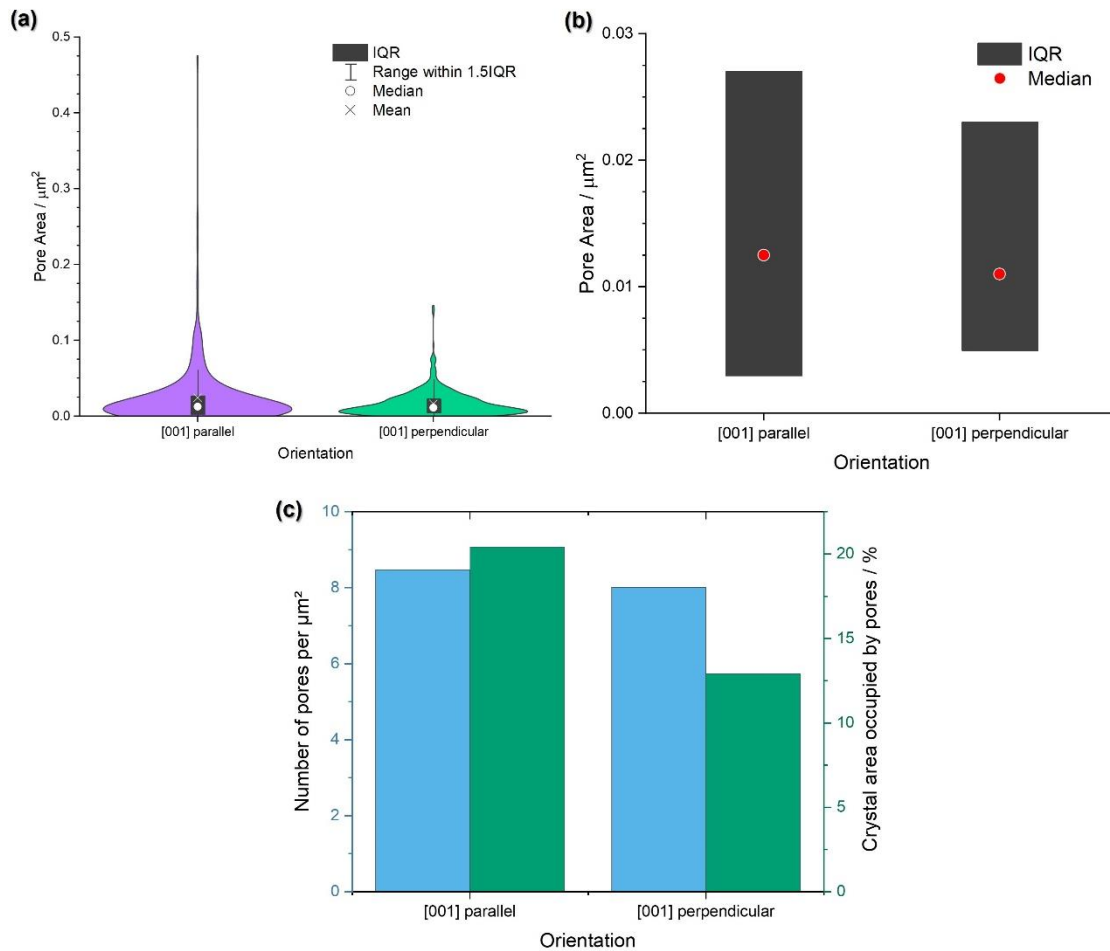 (a)
0.5
0.4
0.3
0.2
0.1
0.0
Pore Area / µm²
IQR
Range within 1.5IQR
Median
Mean
[001] parallel
[001] perpendicular
Orientation
(b)
0.03
0.02
0.01
0.00
Pore Area / µm²
IQR
Median
[001] parallel
[001] perpendicular
Orientation
(c)
10
8
6
4
2
0
Number of pores per µm²
20
15
10
5
0
Crystal area occupied by pores / %
[001] parallel
[001] perpendicular
Orientation